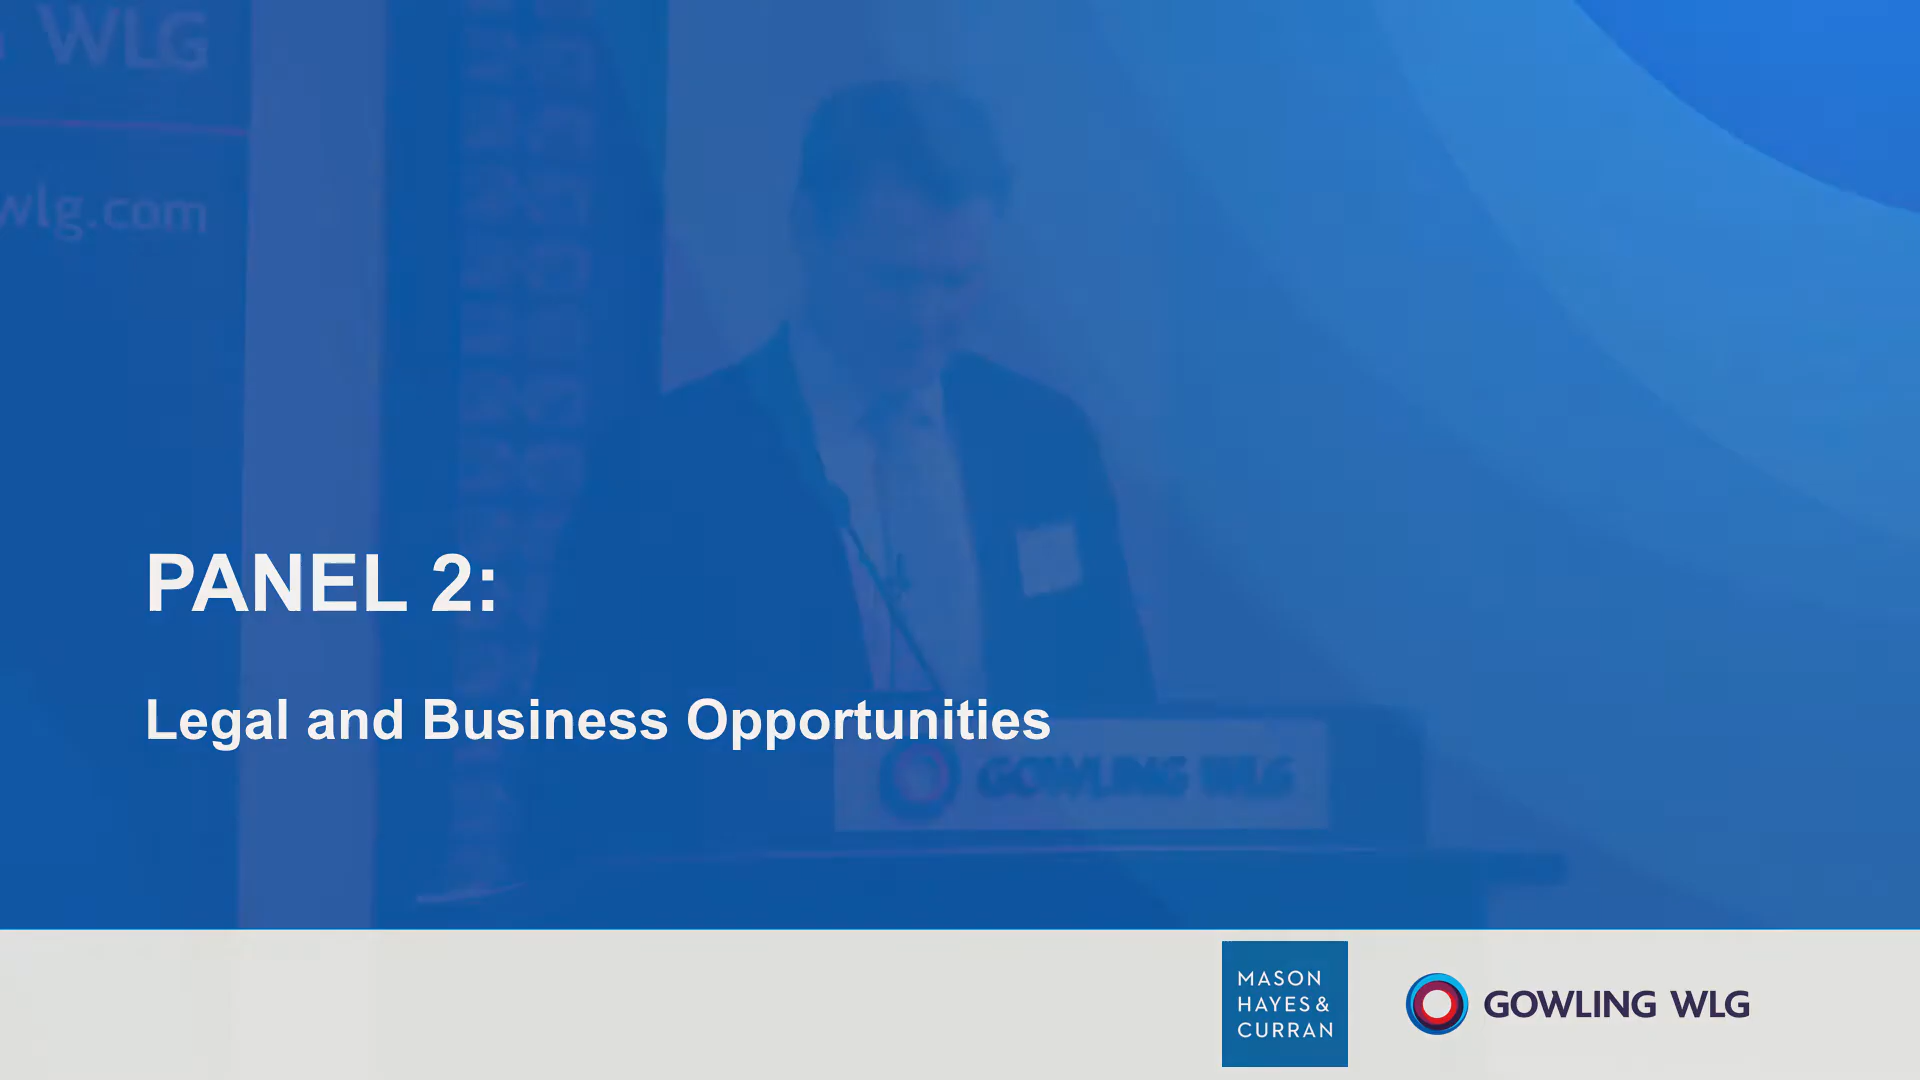 WLG
wlg.com
PANEL 2:
Legal and Business Opportunities
GOWLING WLG
MASON
HAYES &
CURRAN
GOWLING WLG